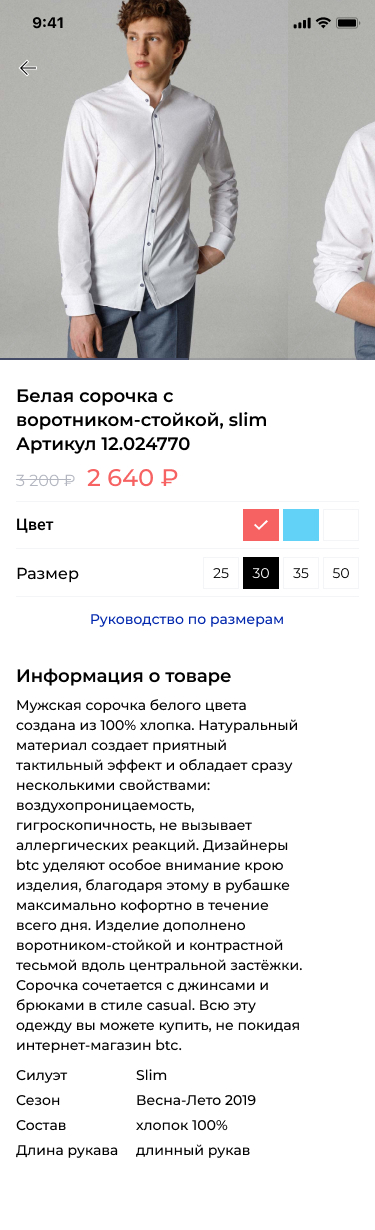 9:41
Белая сорочка с
воротником-стойкой, slim
Артикул 12.024770
3 200 ₽ 2 640 ₽
Цвет
Размер 25 30 35 50
Руководство по размерам
Информация о товаре
Мужская сорочка белого цвета
создана из 100% хлопка. Натуральный
материал создает приятный
тактильный эффект и обладает сразу
несколькими свойствами:
воздухопроницаемость,
гигроскопичность, не вызывает
аллергических реакций. Дизайнеры
btc уделяют особое внимание крою
изделия, благодаря этому в рубашке
максимально кофортно в течение
всего дня. Изделие дополнено
воротником-стойкой и контрастной
тесьмой вдоль центральной застёжки.
Сорочка сочетается с джинсами и
брюками в стиле casual. Всю эту
одежду вы можете купить, не покидая
интернет-магазин btc.
Силуэт Slim
Сезон Весна-Лето 2019
Состав хлопок 100%
Длина рукава длинный рукав